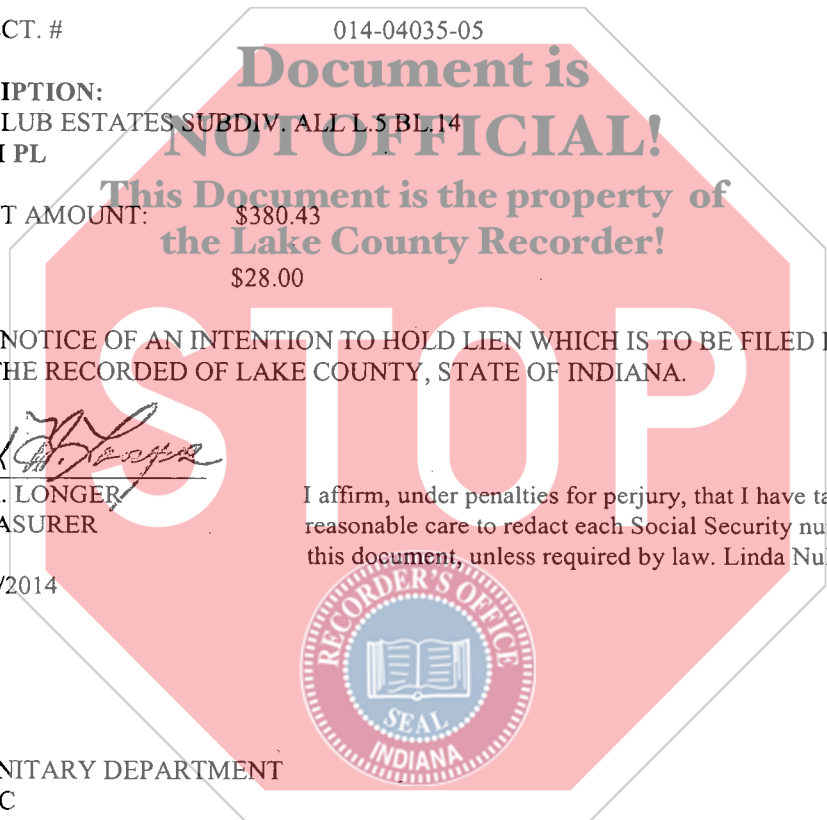 CT. # 014-04035-05
Document is
IPTION:
LUB ESTATES SUBDIV. ALL L.5 BL.14
NOT OFFICIAL!
PL
This Document is the property of
T AMOUNT: $380.43
the Lake County Recorder!
$28.00
STOP
NOTICE OF AN INTENTION TO HOLD LIEN WHICH IS TO BE FILED
THE RECORDED OF LAKE COUNTY, STATE OF INDIANA.
. LONGER
ASURER
I affirm, under penalties for perjury, that I have ta
reasonable care to redact each Social Security nu
this document, unless required by law. Linda Nu
/2014
RECORDER'S OFFICE
SEAL
INDIANA
NITARY DEPARTMENT
C